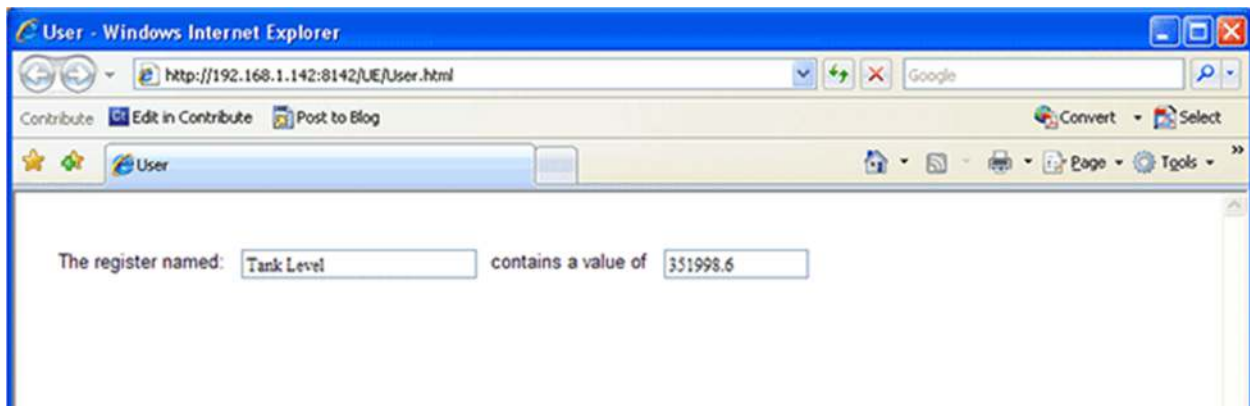 User - Windows Internet Explorer
http://192.168.1.142:8142/UE/User.html
Google
Contribute Edit in Contribute Post to Blog
Convert Select
User
Page Tools
The register named: Tank Level contains a value of 351998.6